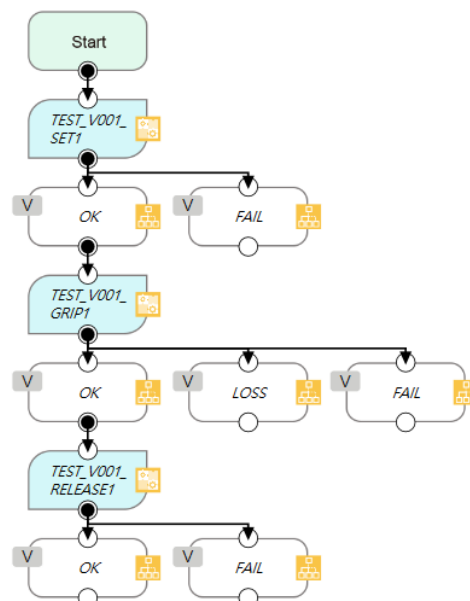 Start
TEST_V001_
SET1
V
OK
V
FAIL
TEST_V001_
GRIP1
V
OK
V
LOSS
V
FAIL
TEST_V001_
RELEASE1
V
OK
V
FAIL